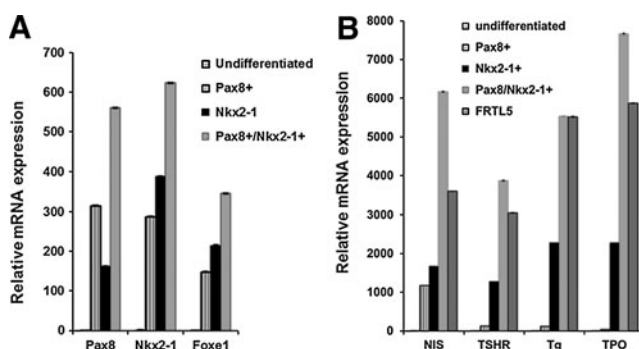 A
Relative mRNA expression
700
600
500
400
300
200
100
0
Undifferentiated
Pax8+
Nkx2-1
Pax8+/Nkx2-1+
Pax8 Nkx2-1 Foxe1
B
Relative mRNA expression
8000
7000
6000
5000
4000
3000
2000
1000
0
undifferentiated
Pax8+
Nkx2-1+
Pax8/Nkx2-1+
FRTL5
NIS TSHR Tg TPO